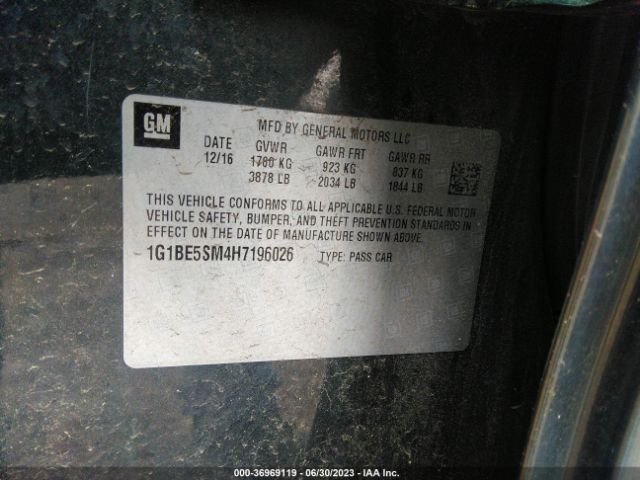 GM
MFD BY GENERAL MOTORS LLC
DATE GVWR GAWR FRT GAWR RR
12/16 1760 KG 923 KG 837 KG
3878 LB 2034 LB 1844 LB
THIS VEHICLE CONFORMS TO ALL APPLICABLE U.S. FEDERAL MOTOR
VEHICLE SAFETY, BUMPER, AND THEFT PREVENTION STANDARDS IN
EFFECT ON THE DATE OF MANUFACTURE SHOWN ABOVE.
1G1BE5SM4H7196026 TYPE: PASS CAR
000-36969119 - 06/30/2023 - IAA Inc.